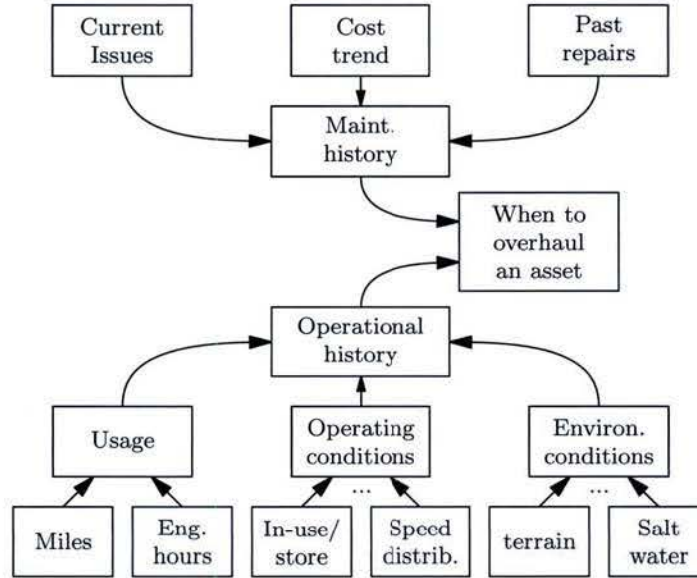 Current
Issues
Cost
trend
Past
repairs
Maint.
history
When to
overhaul
an asset
Operational
history
Usage
Operating
conditions
Environ.
conditions
...
...
Miles
Eng.
hours
In-use/
store
Speed
distrib.
terrain
Salt
water